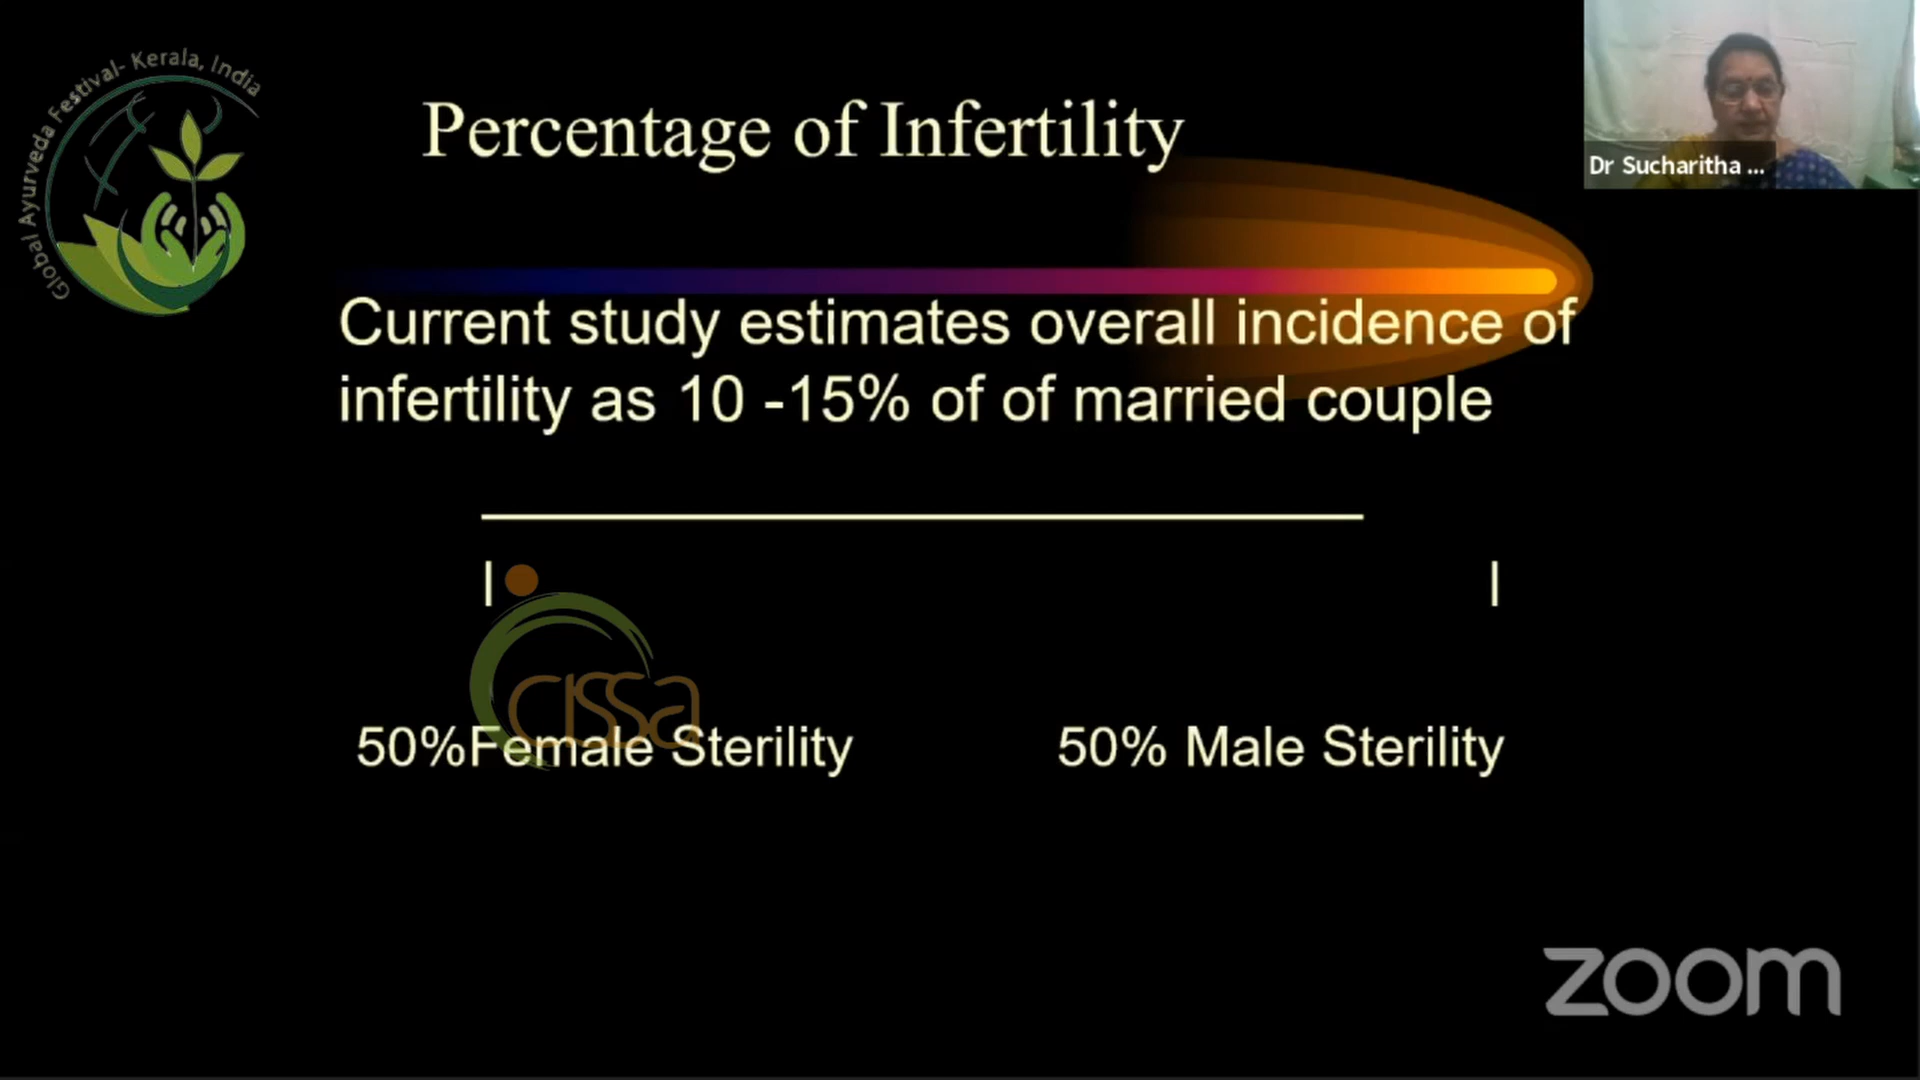 Global Ayurveda Festival- Kerala, India
Percentage of Infertility
Dr Sucharitha ...
Current study estimates overall incidence of
infertility as 10 -15% of of married couple
cissa
50%Female Sterility
50% Male Sterility
zoom